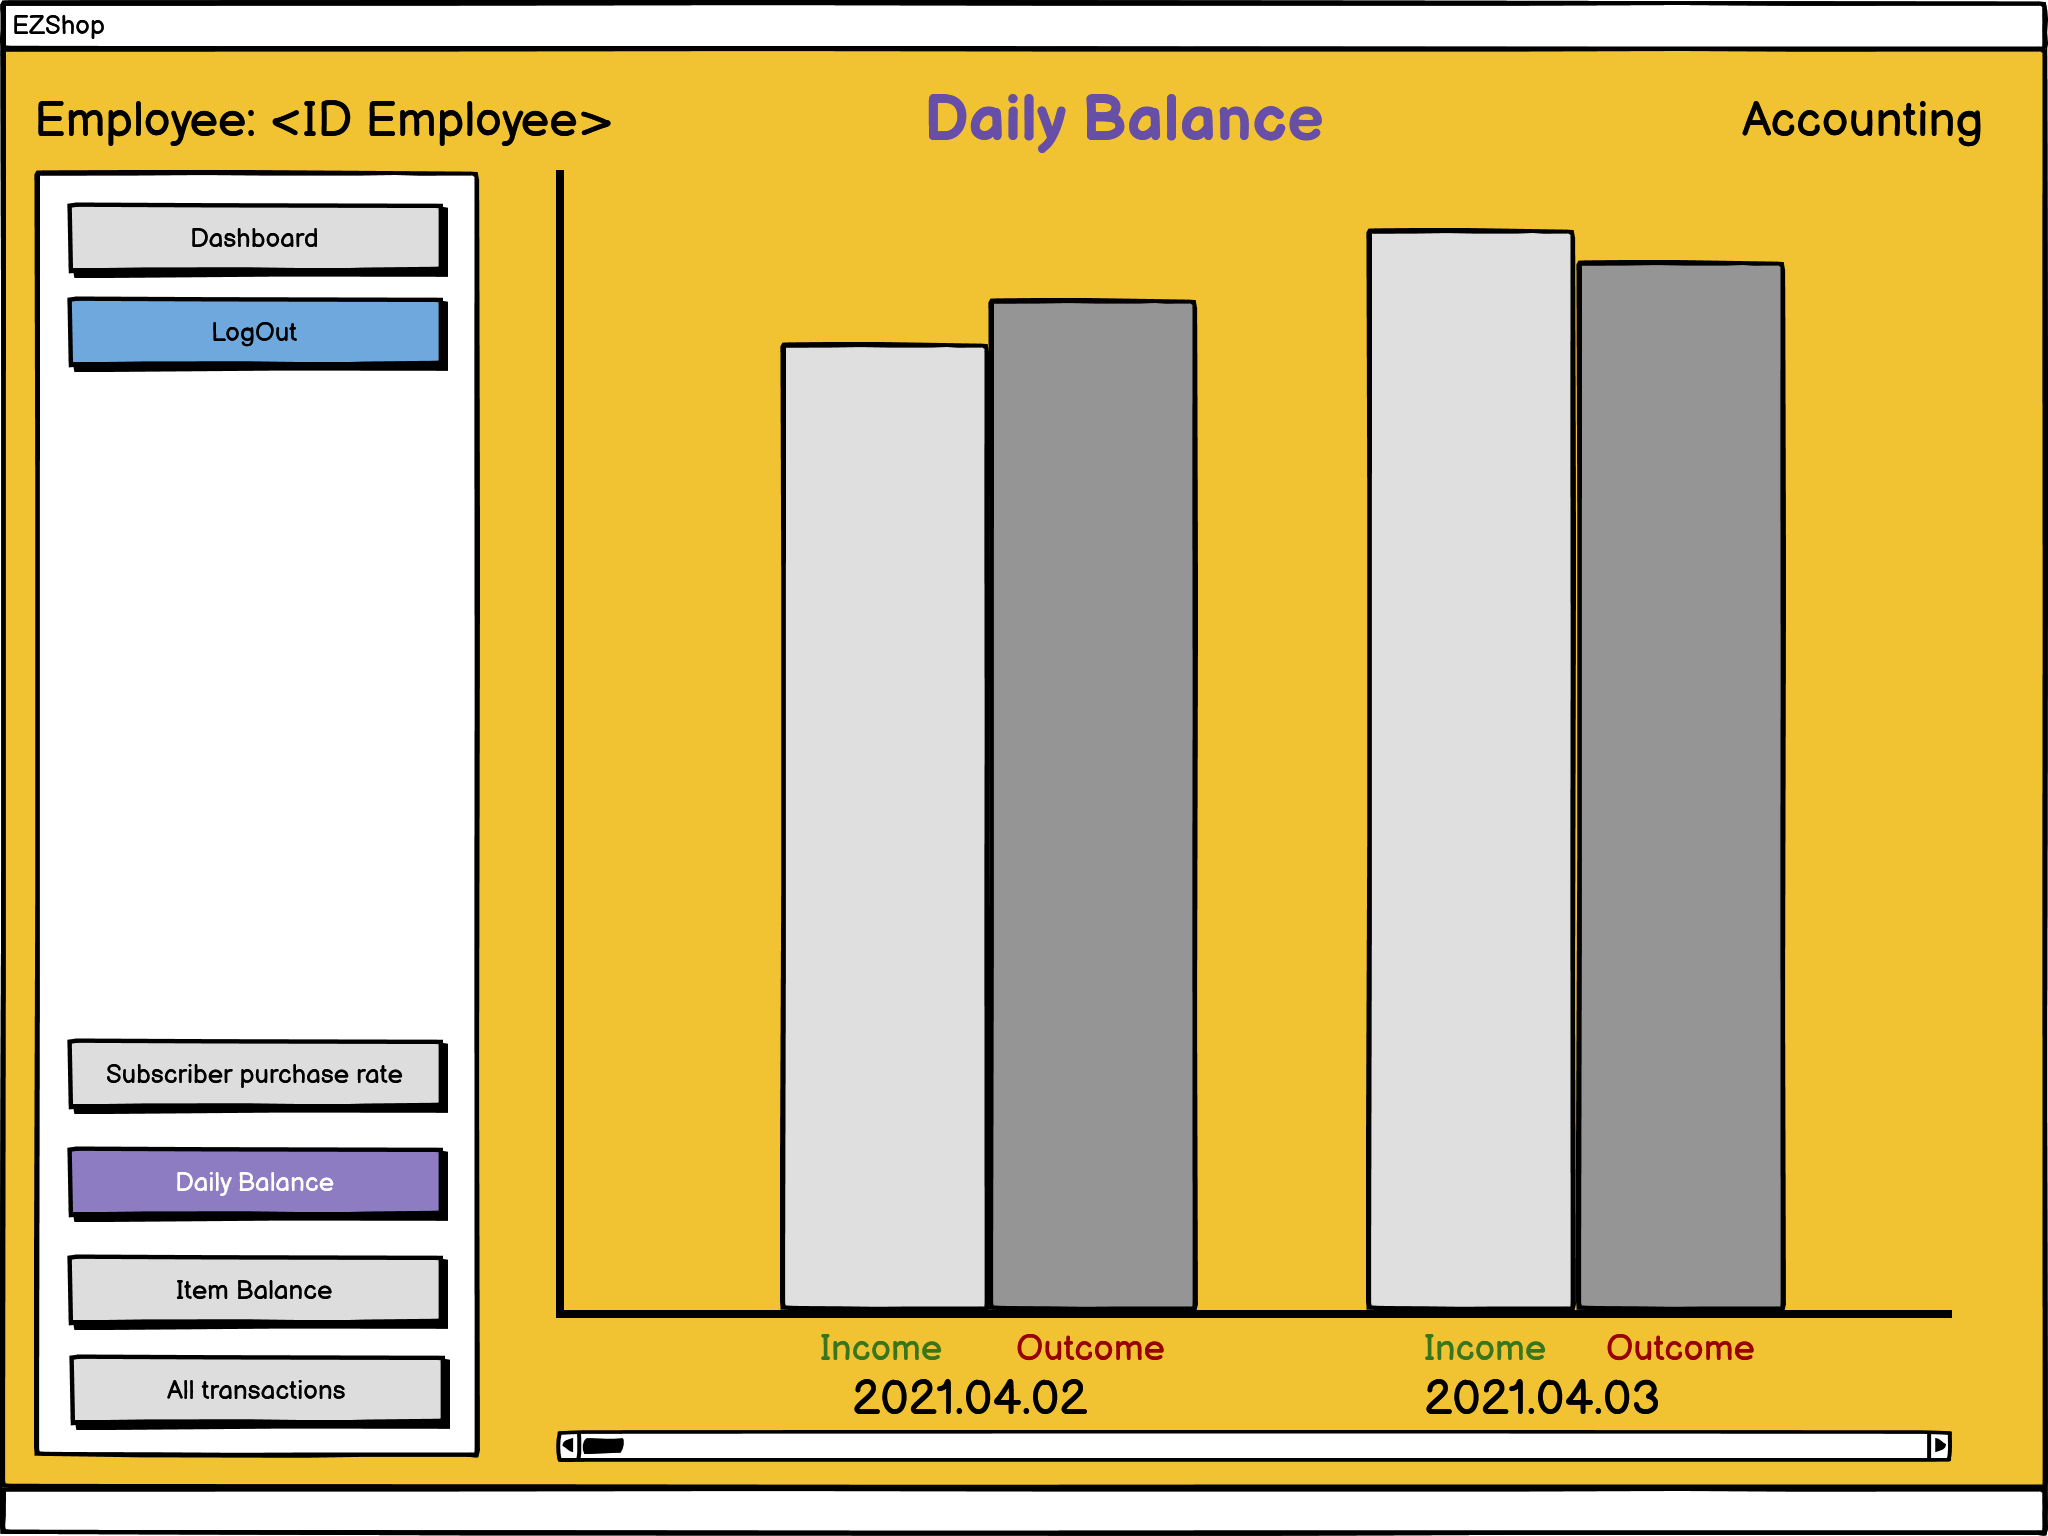 EZShop
Employee: <ID Employee>
Daily Balance
Accounting
Dashboard
LogOut
Subscriber purchase rate
Daily Balance
Item Balance
All transactions
Income
Outcome
Income
Outcome
2021.04.02
2021.04.03